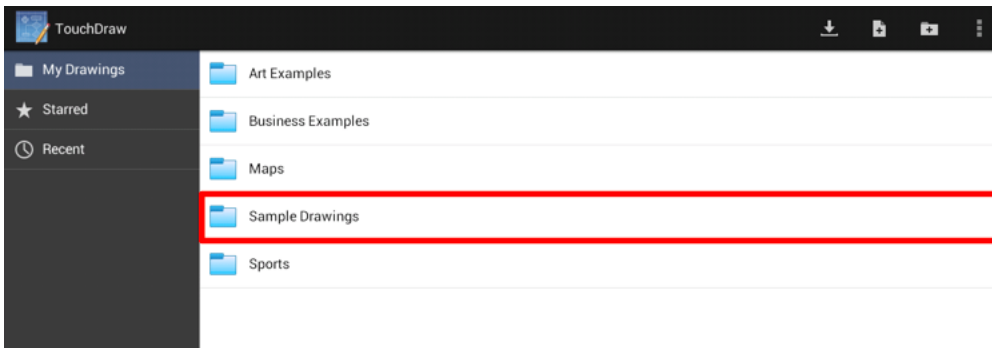 TouchDraw
My Drawings
Starred
Recent
Art Examples
Business Examples
Maps
Sample Drawings
Sports